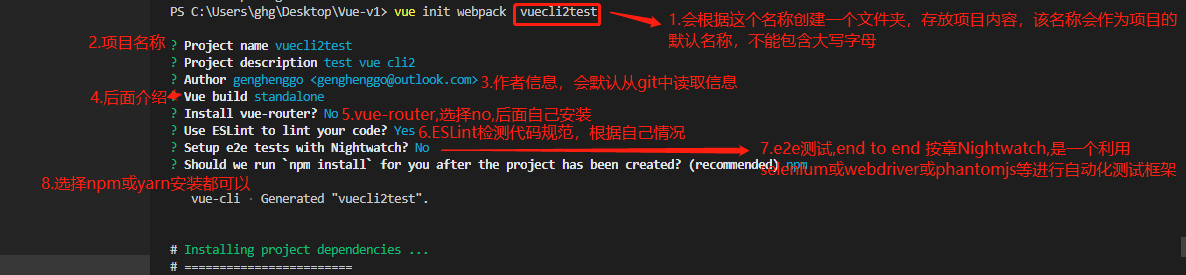 PS C:\Users\ghg\Desktop\Vue-v1> vue init webpack vuecli2test
1.会根据这个名称创建一个文件夹，存放项目内容，该名称会作为项目的
默认名称，不能包含大写字母
2.项目名称
? Project name vuecli2test
? Project description test vue cli2
? Author genghenggo <genghenggo@outlook.com> 3.作者信息，会默认从git中读取信息
4.后面介绍 Vue build standalone
? Install vue-router? No 5.vue-router,选择no,后面自己安装
? Use ESLint to lint your code? Yes 6.ESLint检测代码规范，根据自己情况
? Setup e2e tests with Nightwatch? No
7.e2e测试,end to end 按章Nightwatch,是一个利用
selenium或webdriver或phantomjs等进行自动化测试框架
? Should we run `npm install` for you after the project has been created? (recommended) npm
8.选择npm或yarn安装都可以
vue-cli · Generated "vuecli2test".
# Installing project dependencies ...
# ========================